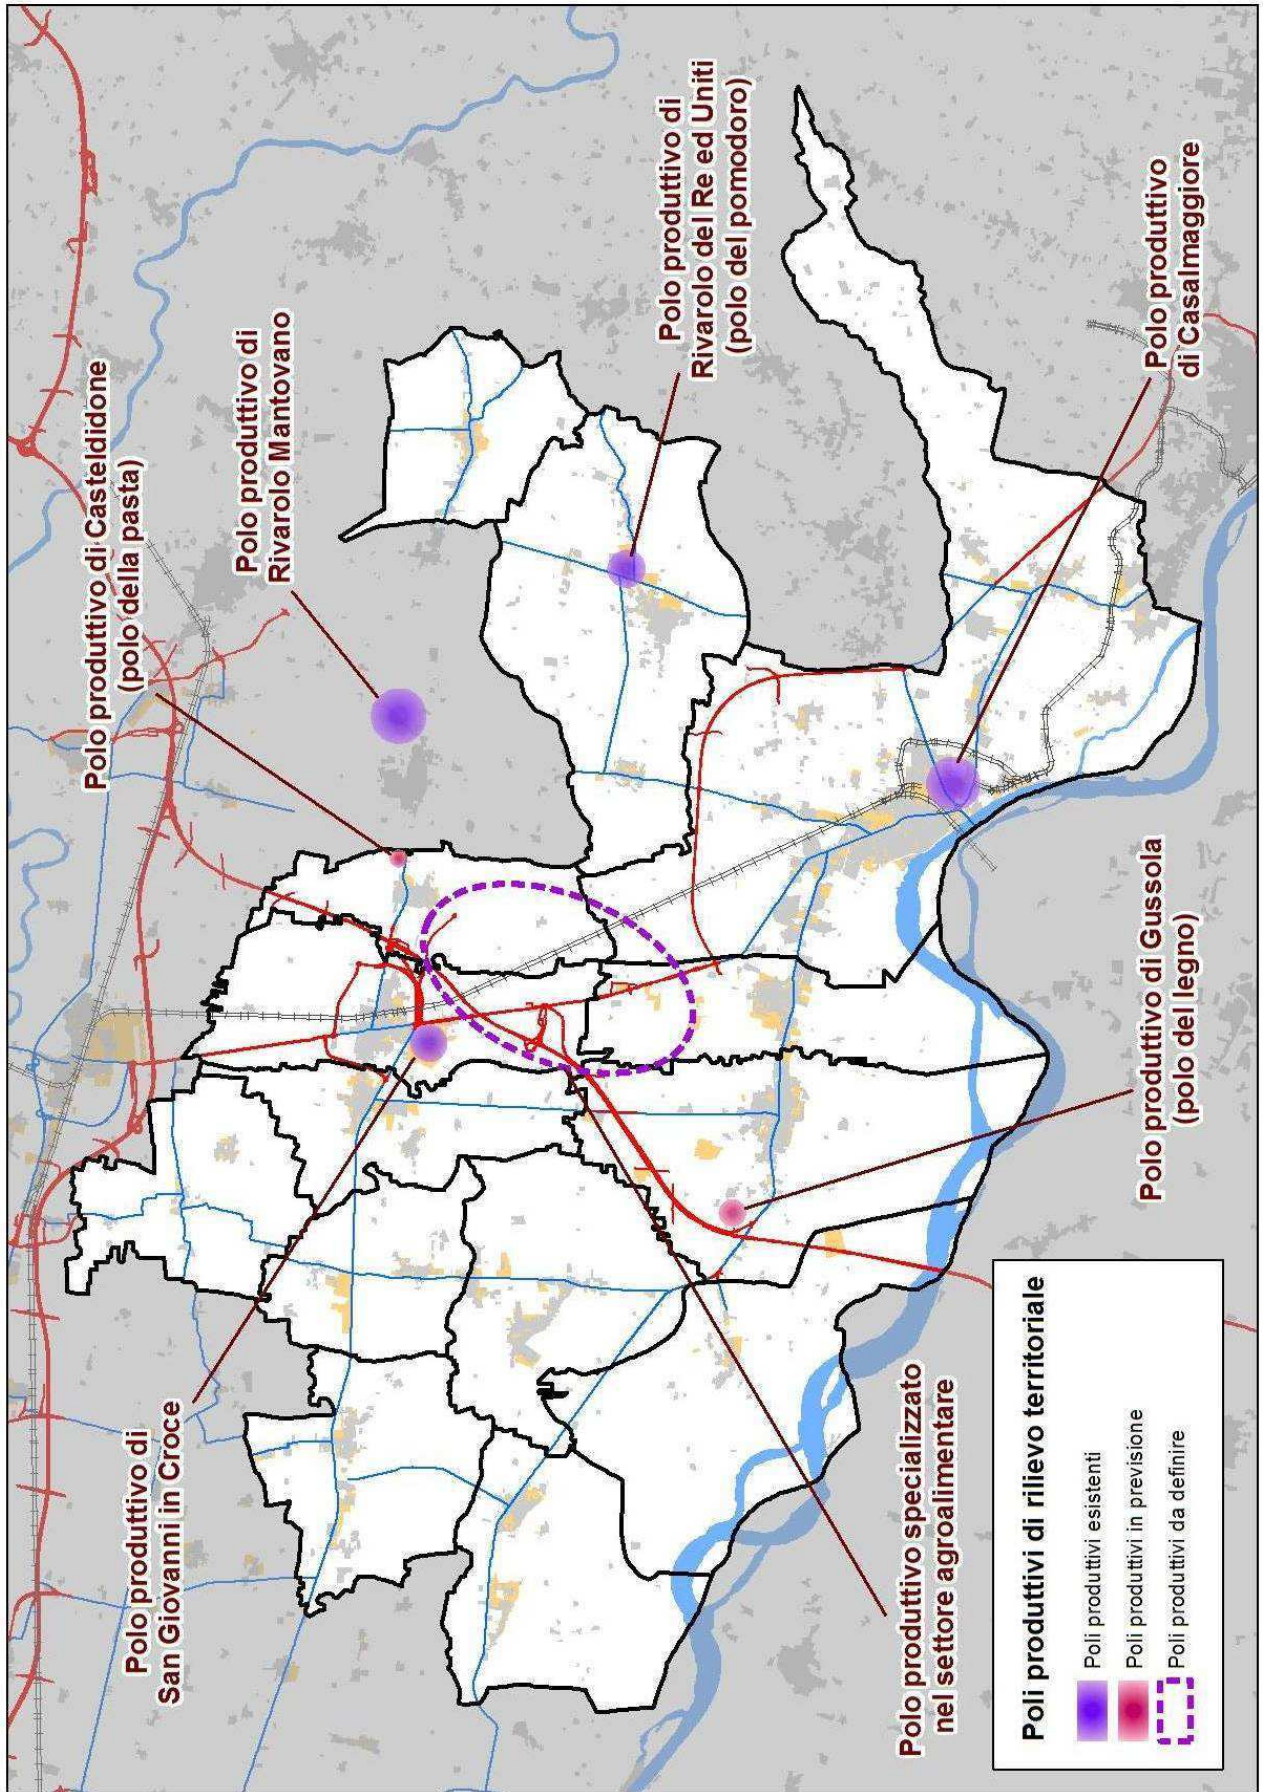 Polo produttivo di Casteldidone
(polo della pasta)
Polo produttivo di
Rivarolo Mantovano
Polo produttivo di
Rivarolo del Re ed Uniti
(polo del pomodoro)
Polo produttivo di
San Giovanni in Croce
Polo produttivo specializzato
nel settore agroalimentare
Polo produttivo di Gussola
(polo del legno)
Polo produttivo
di Casalmaggiore
Poli produttivi di rilievo territoriale
Poli produttivi esistenti
Poli produttivi in previsione
Poli produttivi da definire